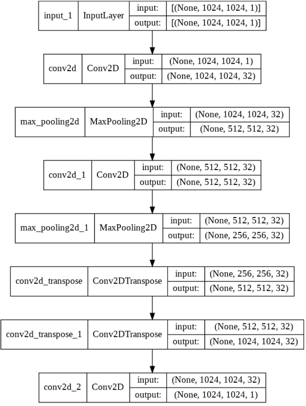 input_1 InputLayer input: [(None, 1024, 1024, 1)]
output: [(None, 1024, 1024, 1)]
conv2d Conv2D input: (None, 1024, 1024, 1)
output: (None, 1024, 1024, 32)
max_pooling2d MaxPooling2D input: (None, 1024, 1024, 32)
output: (None, 512, 512, 32)
conv2d_1 Conv2D input: (None, 512, 512, 32)
output: (None, 512, 512, 32)
max_pooling2d_1 MaxPooling2D input: (None, 512, 512, 32)
output: (None, 256, 256, 32)
conv2d_transpose Conv2DTranspose input: (None, 256, 256, 32)
output: (None, 512, 512, 32)
conv2d_transpose_1 Conv2DTranspose input: (None, 512, 512, 32)
output: (None, 1024, 1024, 32)
conv2d_2 Conv2D input: (None, 1024, 1024, 32)
output: (None, 1024, 1024, 1)